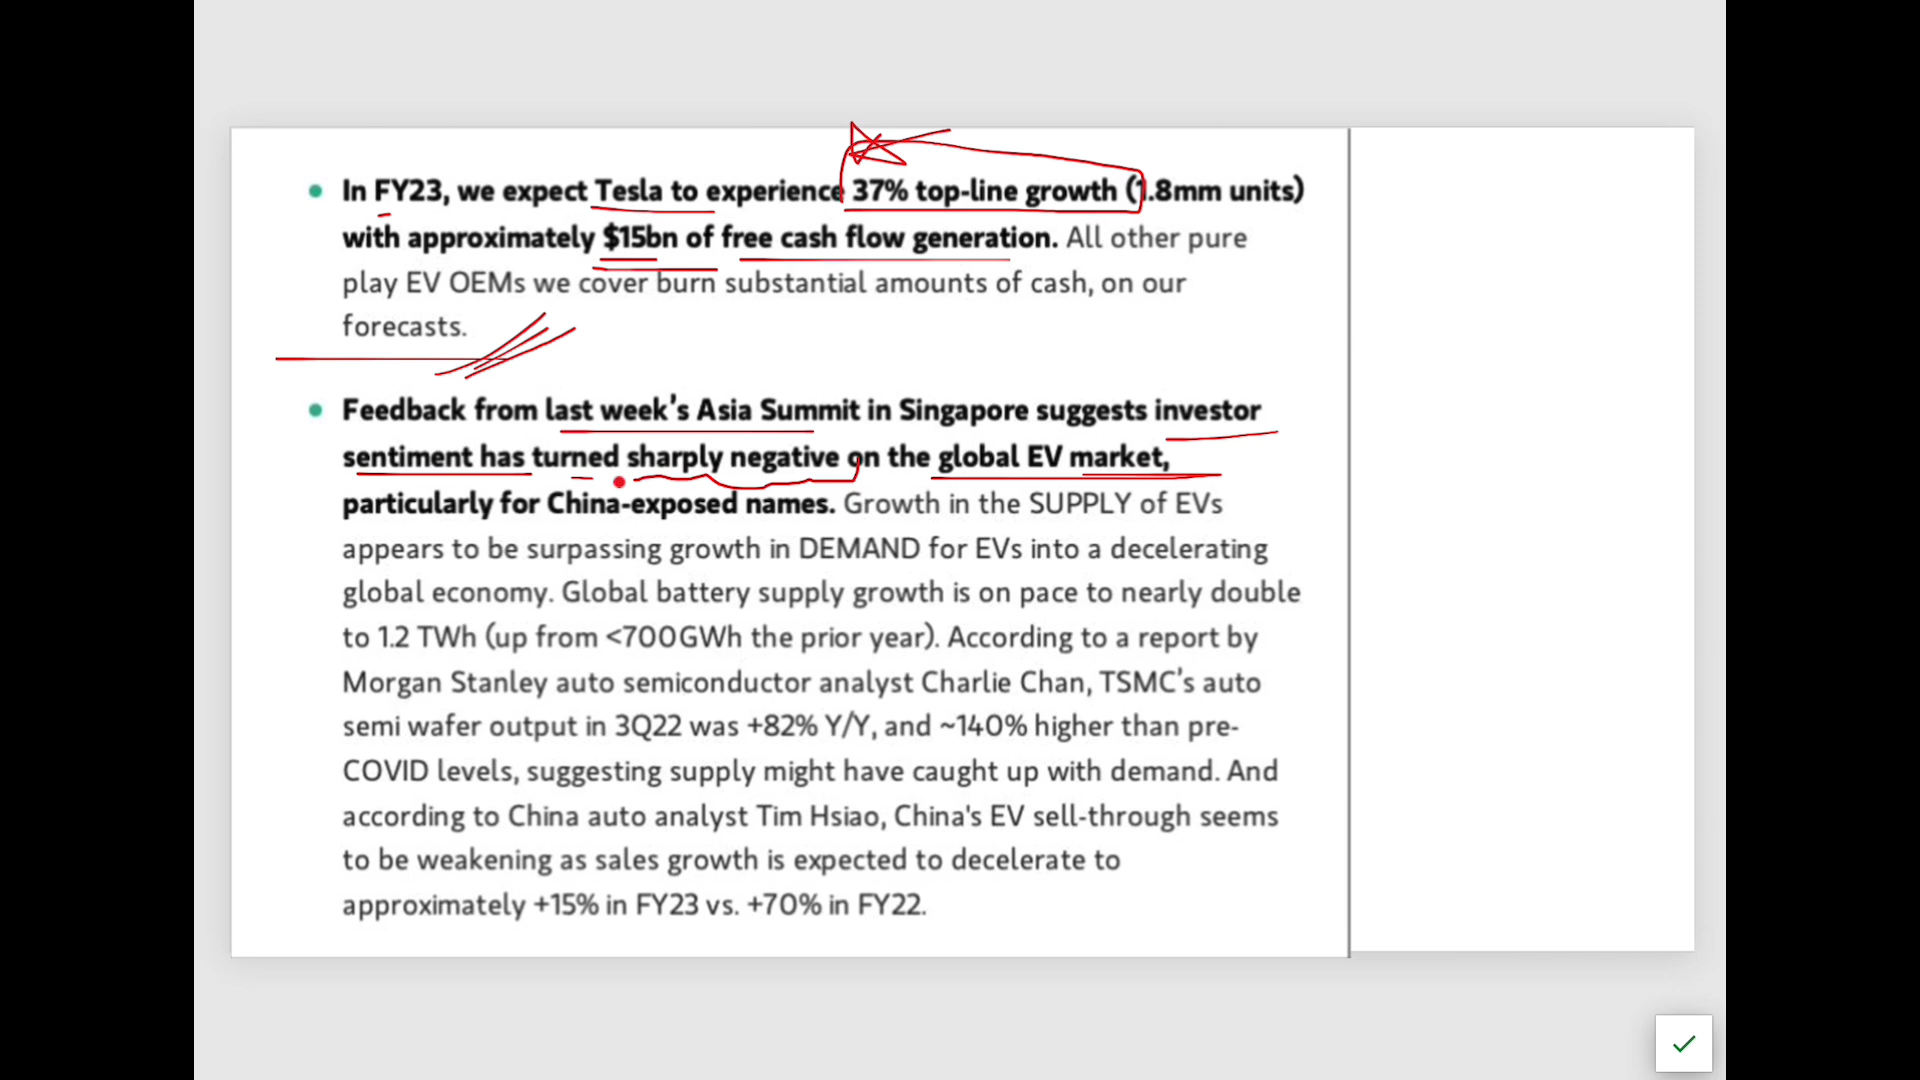 In FY23, we expect Tesla to experience 37% top-line growth (1.8mm units)
with approximately $15bn of free cash flow generation. All other pure
play EV OEMs we cover burn substantial amounts of cash, on our
forecasts.
Feedback from last week's Asia Summit in Singapore suggests investor
sentiment has turned sharply negative on the global EV market,
particularly for China-exposed names. Growth in the SUPPLY of EVs
appears to be surpassing growth in DEMAND for EVs into a decelerating
global economy. Global battery supply growth is on pace to nearly double
to 1.2 TWh (up from <700GWh the prior year). According to a report by
Morgan Stanley auto semiconductor analyst Charlie Chan, TSMC's auto
semi wafer output in 3Q22 was +82% Y/Y, and ~140% higher than pre-
COVID levels, suggesting supply might have caught up with demand. And
according to China auto analyst Tim Hsiao, China's EV sell-through seems
to be weakening as sales growth is expected to decelerate to
approximately +15% in FY23 vs. +70% in FY22.